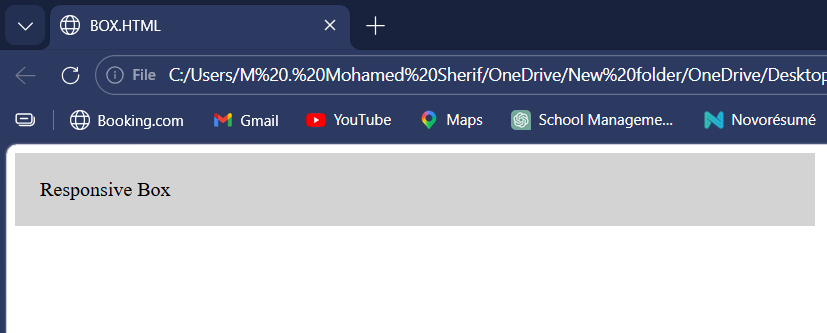 BOX.HTML
File C:/Users/M%20.%20Mohamed%20Sherif/OneDrive/New%20folder/OneDrive/Desktop
Booking.com Gmail YouTube Maps School Manageme... Novorésumé
Responsive Box